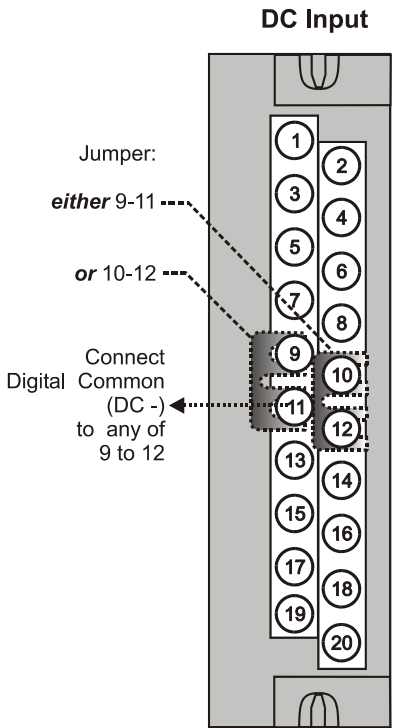 DC Input
Jumper:
either 9-11
or 10-12
Connect
Digital Common
(DC -)
to any of
9 to 12
1
2
3
4
5
6
7
8
9
10
11
12
13
14
15
16
17
18
19
20